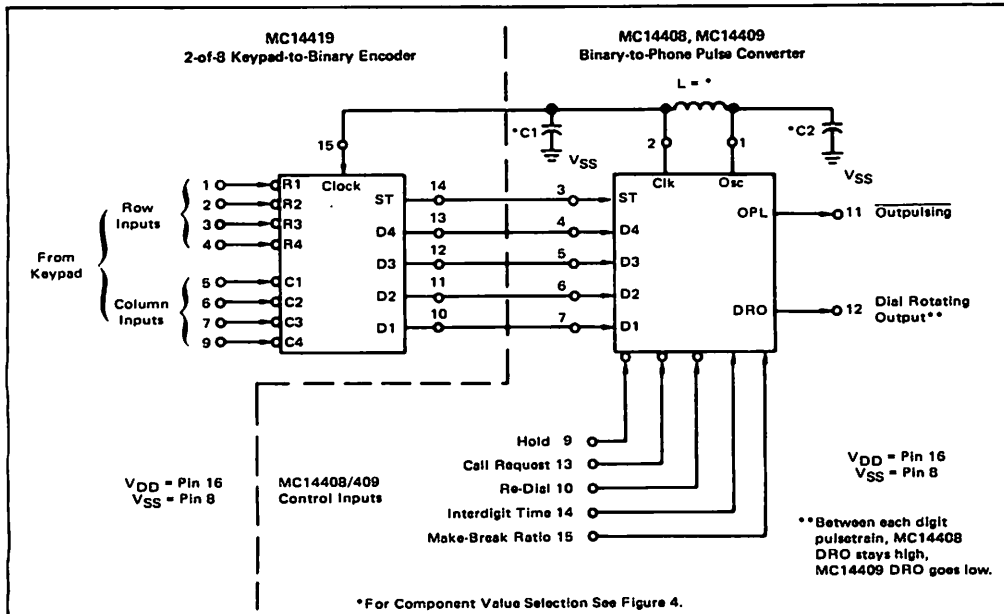 MC14419
2-of-8 Keypad-to-Binary Encoder
MC14408, MC14409
Binary-to-Phone Pulse Converter
L = *
*C1
VSS
*C2
VSS
15
2
1
Clock
Clk
Osc
From
Keypad
Row
Inputs
1
2
3
4
R1
R2
R3
R4
Column
Inputs
5
6
7
9
C1
C2
C3
C4
ST
D4
D3
D2
D1
14
13
12
11
10
3
4
5
6
7
ST
D4
D3
D2
D1
OPL
11 Outpulsing
DRO
12 Dial Rotating
Output**
Hold 9
Call Request 13
Re-Dial 10
Interdigit Time 14
Make-Break Ratio 15
VDD = Pin 16
VSS = Pin 8
MC14408/409
Control Inputs
VDD = Pin 16
VSS = Pin 8
**Between each digit
pulsetrain, MC14408
DRO stays high,
MC14409 DRO goes low.
*For Component Value Selection See Figure 4.